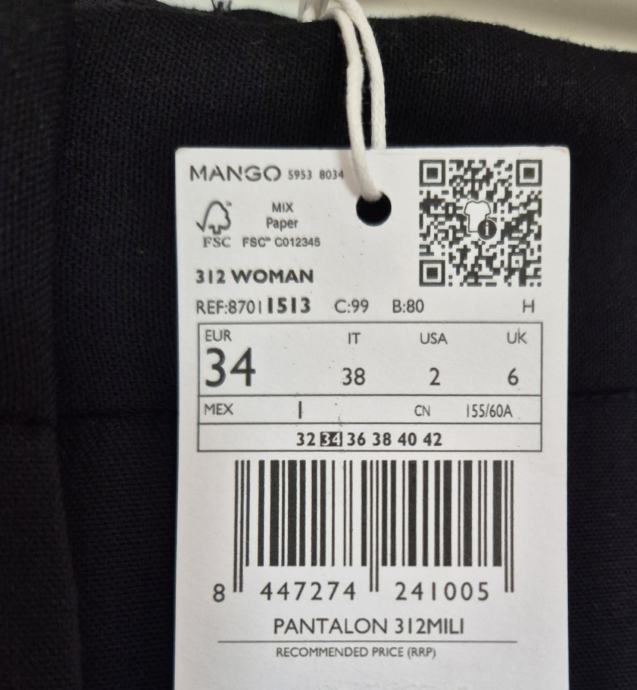 MANGO 5953 8034
MIX
Paper
FSC FSC™ C012345
312 WOMAN
REF:87011513 C:99 B:80 H
EUR IT USA UK
34 38 2 6
MEX 1 CN 155/60A
32 34 36 38 40 42
8 447274 241005
PANTALON 312MILI
RECOMMENDED PRICE (RRP)